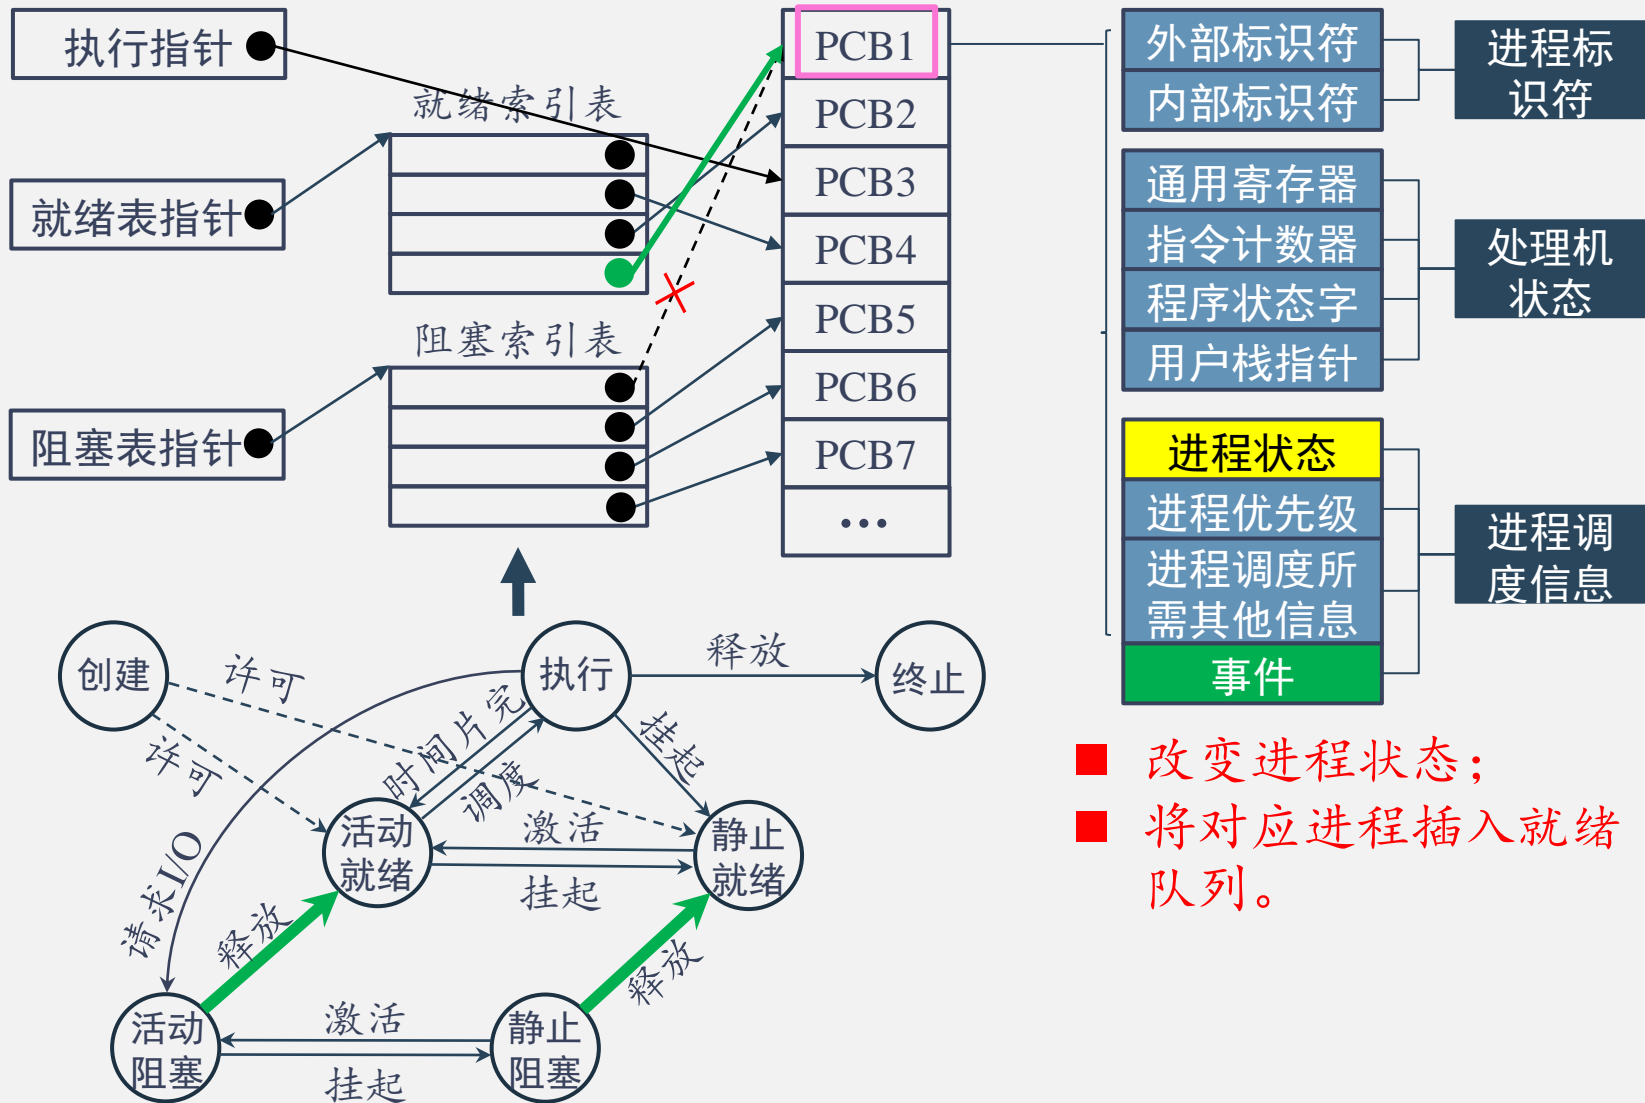 执行指针
就绪索引表
就绪表指针
阻塞索引表
阻塞表指针
PCB1
PCB2
PCB3
PCB4
PCB5
PCB6
PCB7
...
外部标识符
内部标识符
进程标
识符
通用寄存器
指令计数器
程序状态字
用户栈指针
处理机
状态
进程状态
进程优先级
进程调度所
需其他信息
事件
进程调
度信息
创建
许可
许可
执行
释放
终止
时间片完
调度
挂起
活动
就绪
激活
挂起
静止
就绪
请求I/O
释放
释放
活动
阻塞
激活
挂起
静止
阻塞
■ 改变进程状态；
■ 将对应进程插入就绪
队列。